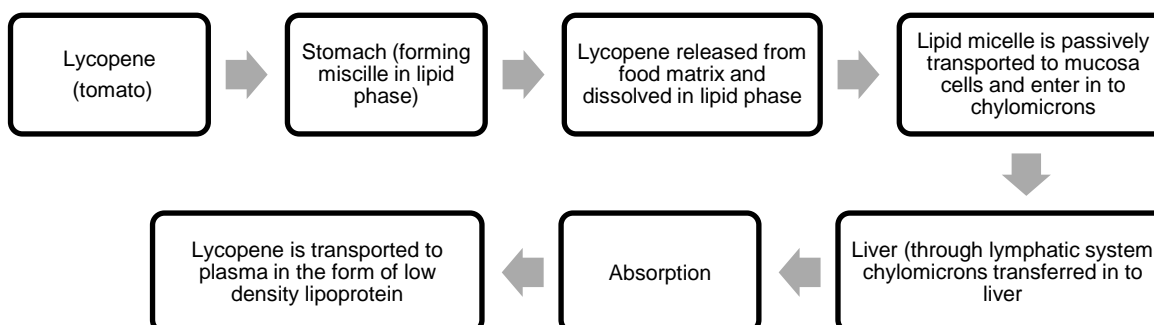 Lycopene
(tomato)
Stomach (forming
miscille in lipid
phase)
Lycopene released from
food matrix and
dissolved in lipid phase
Lipid micelle is passively
transported to mucosa
cells and enter in to
chylomicrons
Liver (through lymphatic system
chylomicrons transferred in to
liver
Absorption
Lycopene is transported to
plasma in the form of low
density lipoprotein